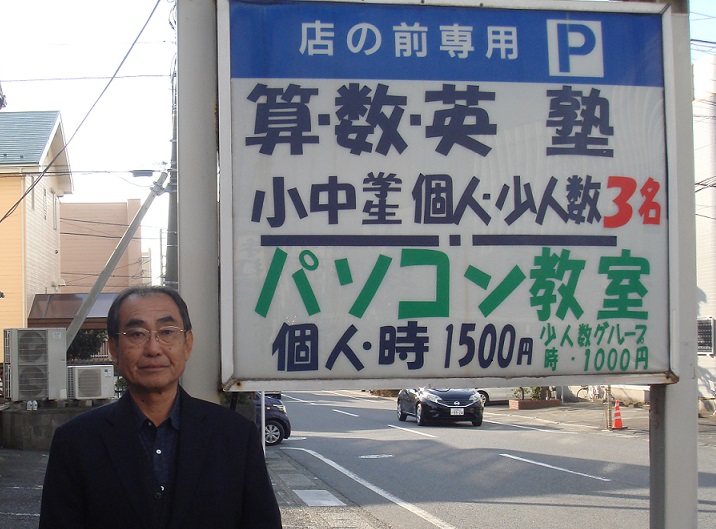 店の前専用 P
算・数・英 塾
小中学生 個人・少人数3名
パソコン教室
個人・時 1500円 少人数グループ
時・1000円